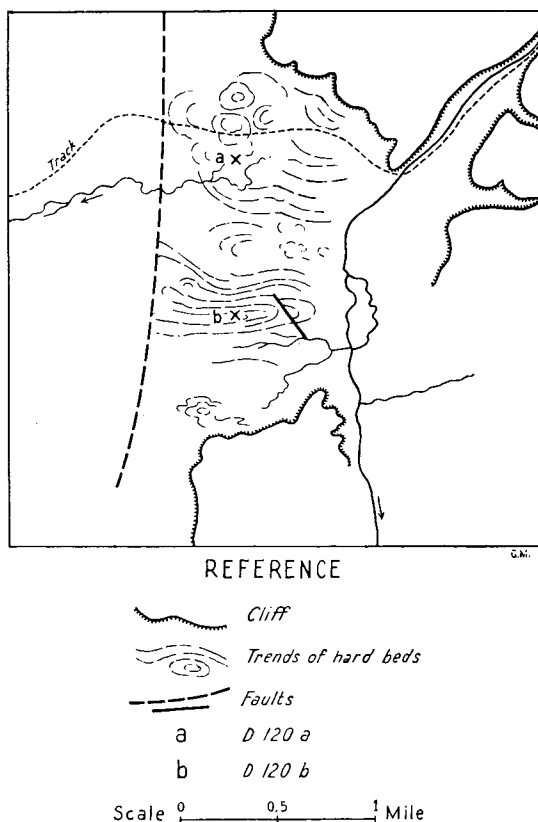 Track
a
b
G.M.
REFERENCE
Cliff
Trends of hard beds
Faults
a D 120 a
b D 120 b
Scale 0 0.5 1 Mile